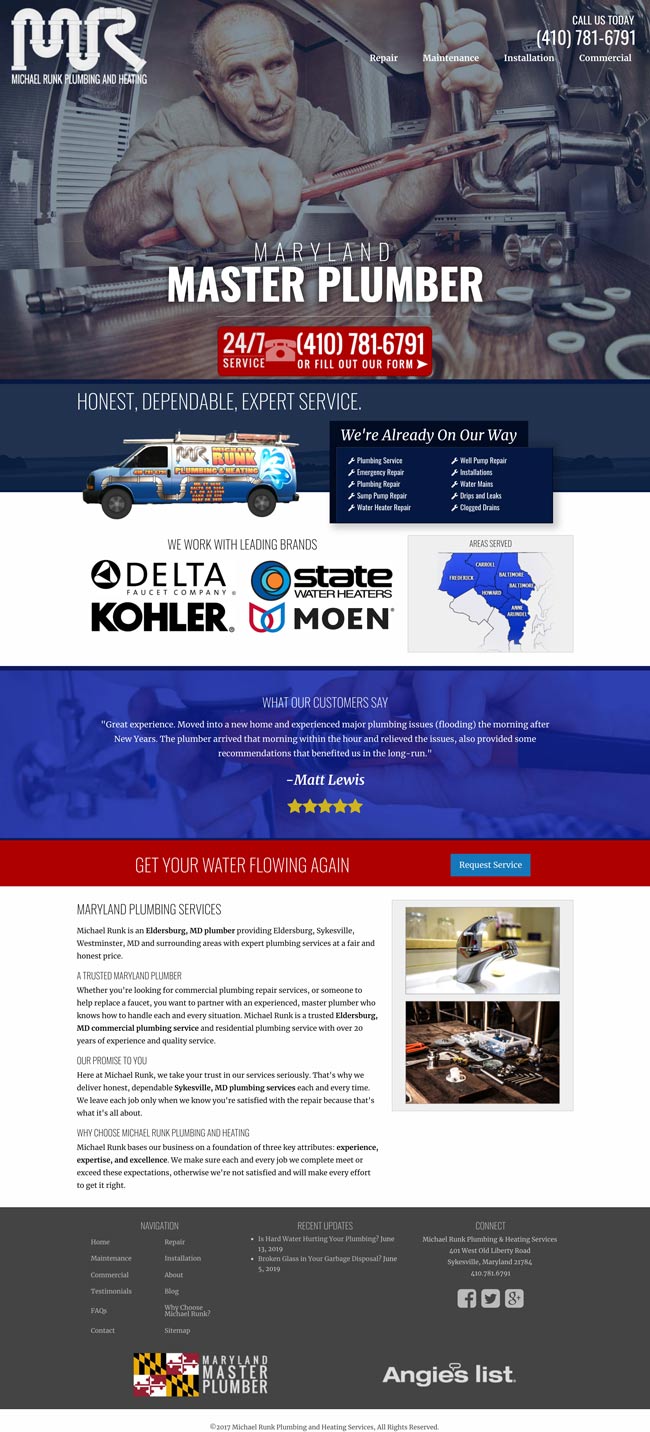 MR
MICHAEL RUNK PLUMBING AND HEATING
CALL US TODAY
(410) 781-6791
Repair Maintenance Installation Commercial
MARYLAND
MASTER PLUMBER
24/7 SERVICE
(410) 781-6791
OR FILL OUT OUR FORM
HONEST, DEPENDABLE, EXPERT SERVICE.
MR MICHAEL
RUNK
PLUMBING & HEATING
We're Already On Our Way
Plumbing Service
Emergency Repair
Plumbing Repair
Sump Pump Repair
Water Heater Repair
Well Pump Repair
Installations
Water Mains
Drips and Leaks
Clogged Drains
WE WORK WITH LEADING BRANDS
DELTA
FAUCET COMPANY®
state
WATER HEATERS
KOHLER®
MOEN®
AREAS SERVED
CARROLL
FREDERICK
BALTIMORE
BALTIMORE
HOWARD
ANNE
ARUNDEL
WHAT OUR CUSTOMERS SAY
"Great experience. Moved into a new home and experienced major plumbing issues (flooding) the morning after
New Years. The plumber arrived that morning within the hour and relieved the issues, also provided some
recommendations that benefited us in the long-run."
-Matt Lewis
GET YOUR WATER FLOWING AGAIN
Request Service
MARYLAND PLUMBING SERVICES
Michael Runk is an Eldersburg, MD plumber providing Eldersburg, Sykesville,
Westminster, MD and surrounding areas with expert plumbing services at a fair and
honest price.
A TRUSTED MARYLAND PLUMBER
Whether you're looking for commercial plumbing repair services, or someone to
help replace a faucet, you want to partner with an experienced, master plumber who
knows how to handle each and every situation. Michael Runk is a trusted Eldersburg,
MD commercial plumbing service and residential plumbing service with over 20
years of experience and quality service.
OUR PROMISE TO YOU
Here at Michael Runk, we take your trust in our services seriously. That's why we
deliver honest, dependable Sykesville, MD plumbing services each and every time.
We leave each job only when we know you're satisfied with the repair because that's
what it's all about.
WHY CHOOSE MICHAEL RUNK PLUMBING AND HEATING
Michael Runk bases our business on a foundation of three key attributes: experience,
expertise, and excellence. We make sure each and every job we complete meet or
exceed these expectations, otherwise we're not satisfied and will make every effort
to get it right.
NAVIGATION
Home
Maintenance
Commercial
Testimonials
FAQs
Contact
Repair
Installation
About
Blog
Why Choose
Michael Runk?
Sitemap
RECENT UPDATES
Is Hard Water Hurting Your Plumbing? June
13, 2019
Broken Glass in Your Garbage Disposal? June
5, 2019
CONNECT
Michael Runk Plumbing & Heating Services
401 West Old Liberty Road
Sykesville, Maryland 21784
410.781.6791
MARYLAND
MASTER
PLUMBER
Angies list.
©2017 Michael Runk Plumbing and Heating Services, All Rights Reserved.